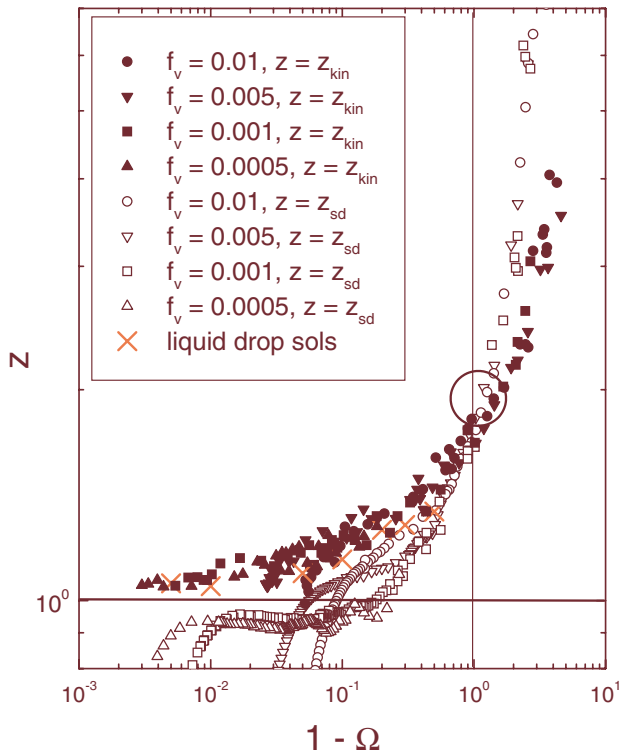 f_v = 0.01, z = z_kin
f_v = 0.005, z = z_kin
f_v = 0.001, z = z_kin
f_v = 0.0005, z = z_kin
f_v = 0.01, z = z_sd
f_v = 0.005, z = z_sd
f_v = 0.001, z = z_sd
f_v = 0.0005, z = z_sd
liquid drop sols
z
10^0
10^-3 10^-2 10^-1 10^0 10^1
1 - Ω